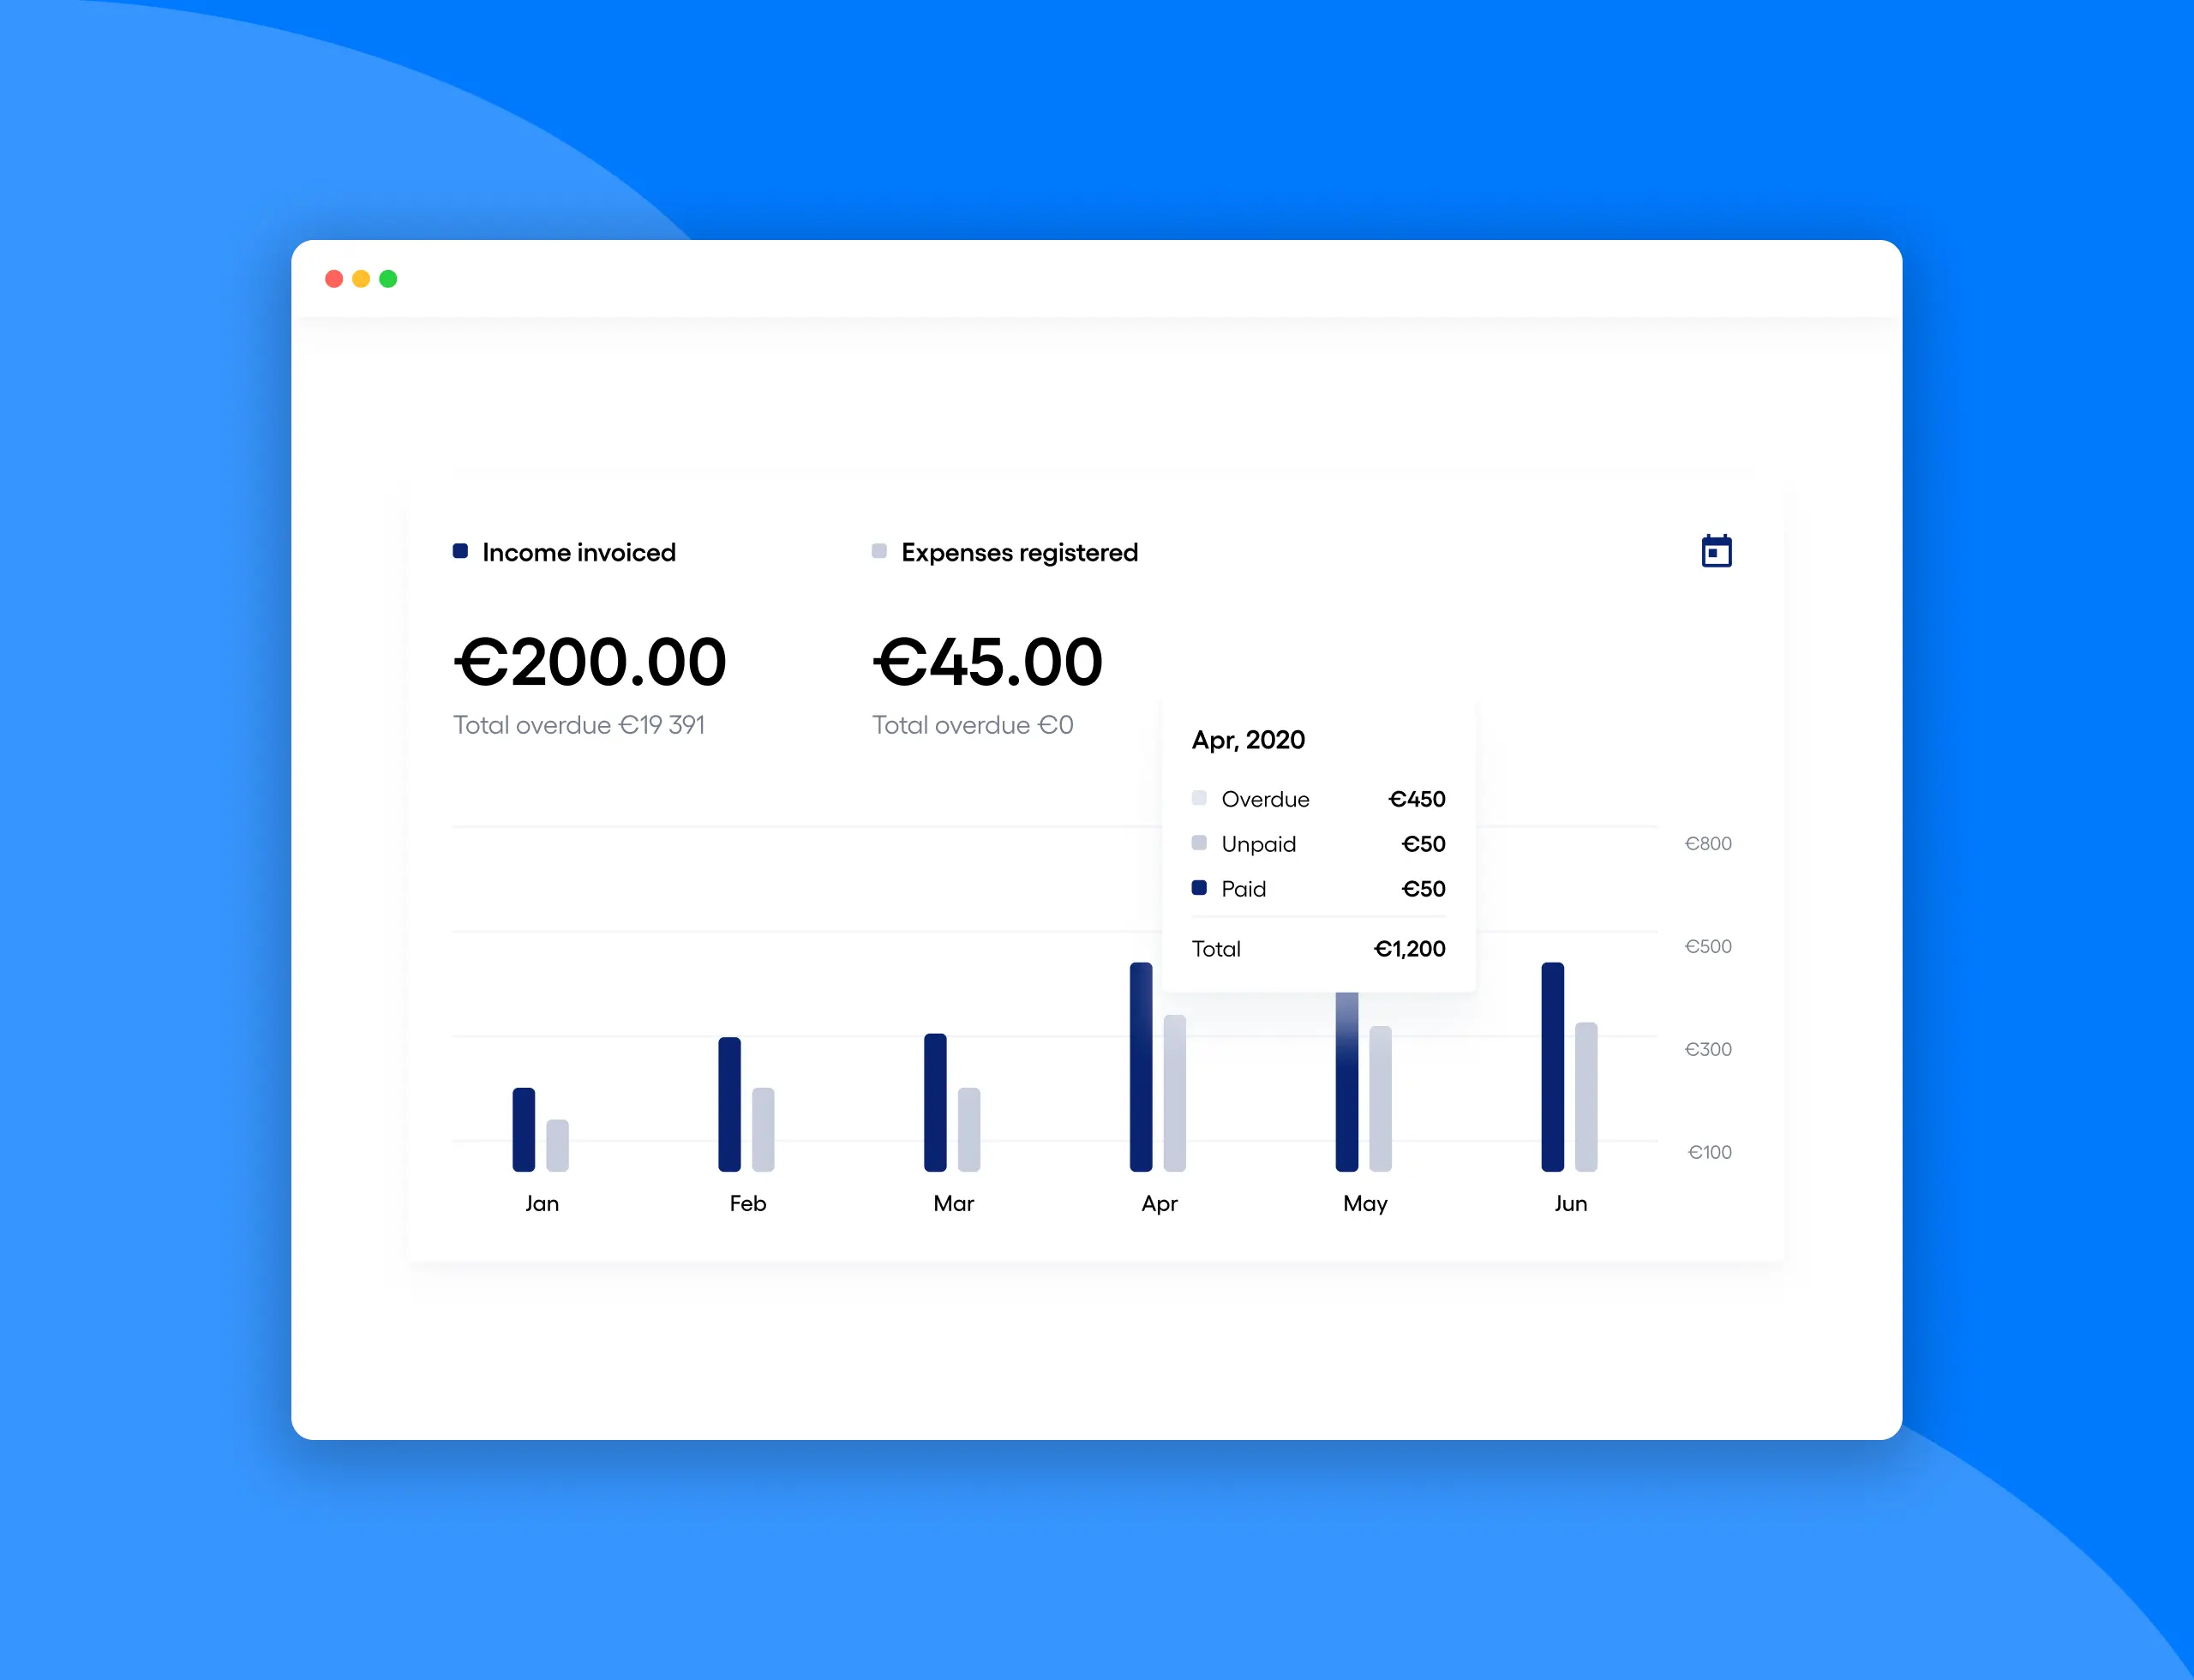 Income invoiced
€200.00
Total overdue €19 391
Expenses registered
€45.00
Total overdue €0
Apr, 2020
Overdue €450
Unpaid €50
Paid €50
Total €1,200
€800
€500
€300
€100
Jan Feb Mar Apr May Jun